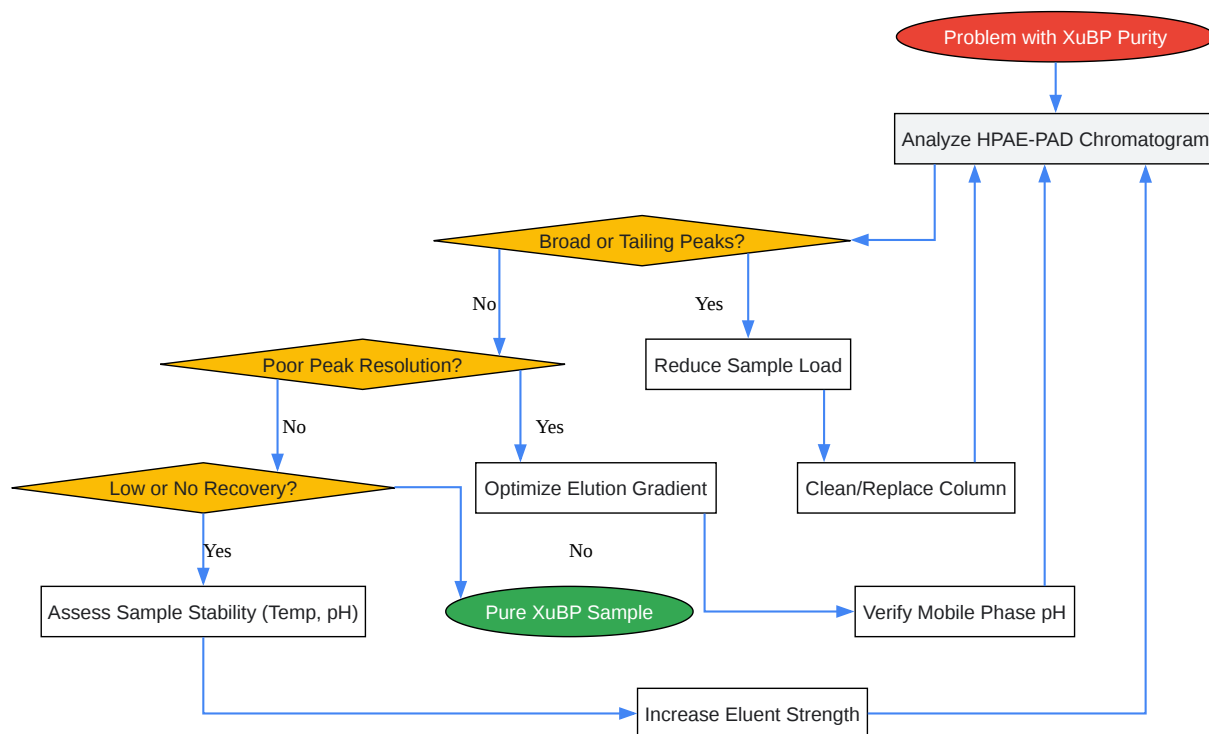 Problem with XuBP Purity
Analyze HPAE-PAD Chromatogram
Broad or Tailing Peaks?
No
Yes
Poor Peak Resolution?
Reduce Sample Load
No
Yes
Low or No Recovery?
Optimize Elution Gradient
Clean/Replace Column
Yes
No
Assess Sample Stability (Temp, pH)
Pure XuBP Sample
Verify Mobile Phase pH
Increase Eluent Strength